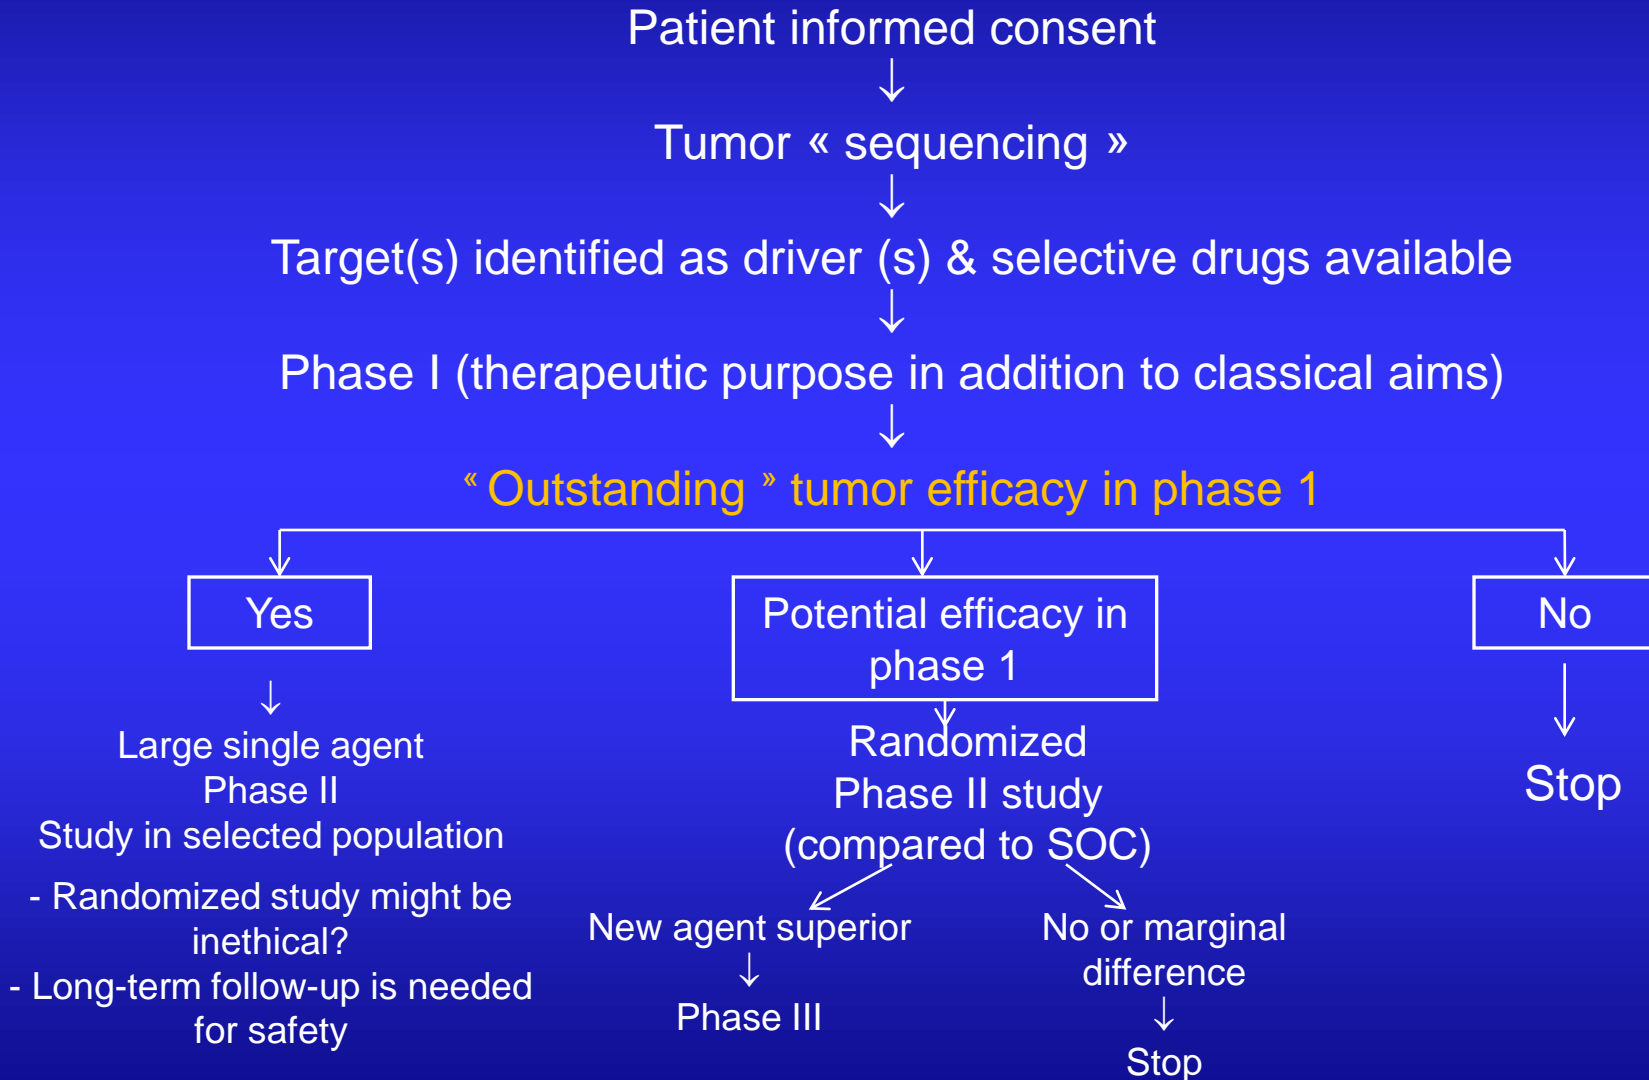 Patient informed consent
↓
Tumor « sequencing »
↓
Target(s) identified as driver (s) & selective drugs available
↓
Phase I (therapeutic purpose in addition to classical aims)
↓
« Outstanding » tumor efficacy in phase 1
Yes
↓
Large single agent
Phase II
Study in selected population
- Randomized study might be
inethical?
- Long-term follow-up is needed
for safety
Potential efficacy in
phase 1
Randomized
Phase II study
(compared to SOC)
New agent superior
↓
Phase III
No or marginal
difference
↓
Stop
No
Stop